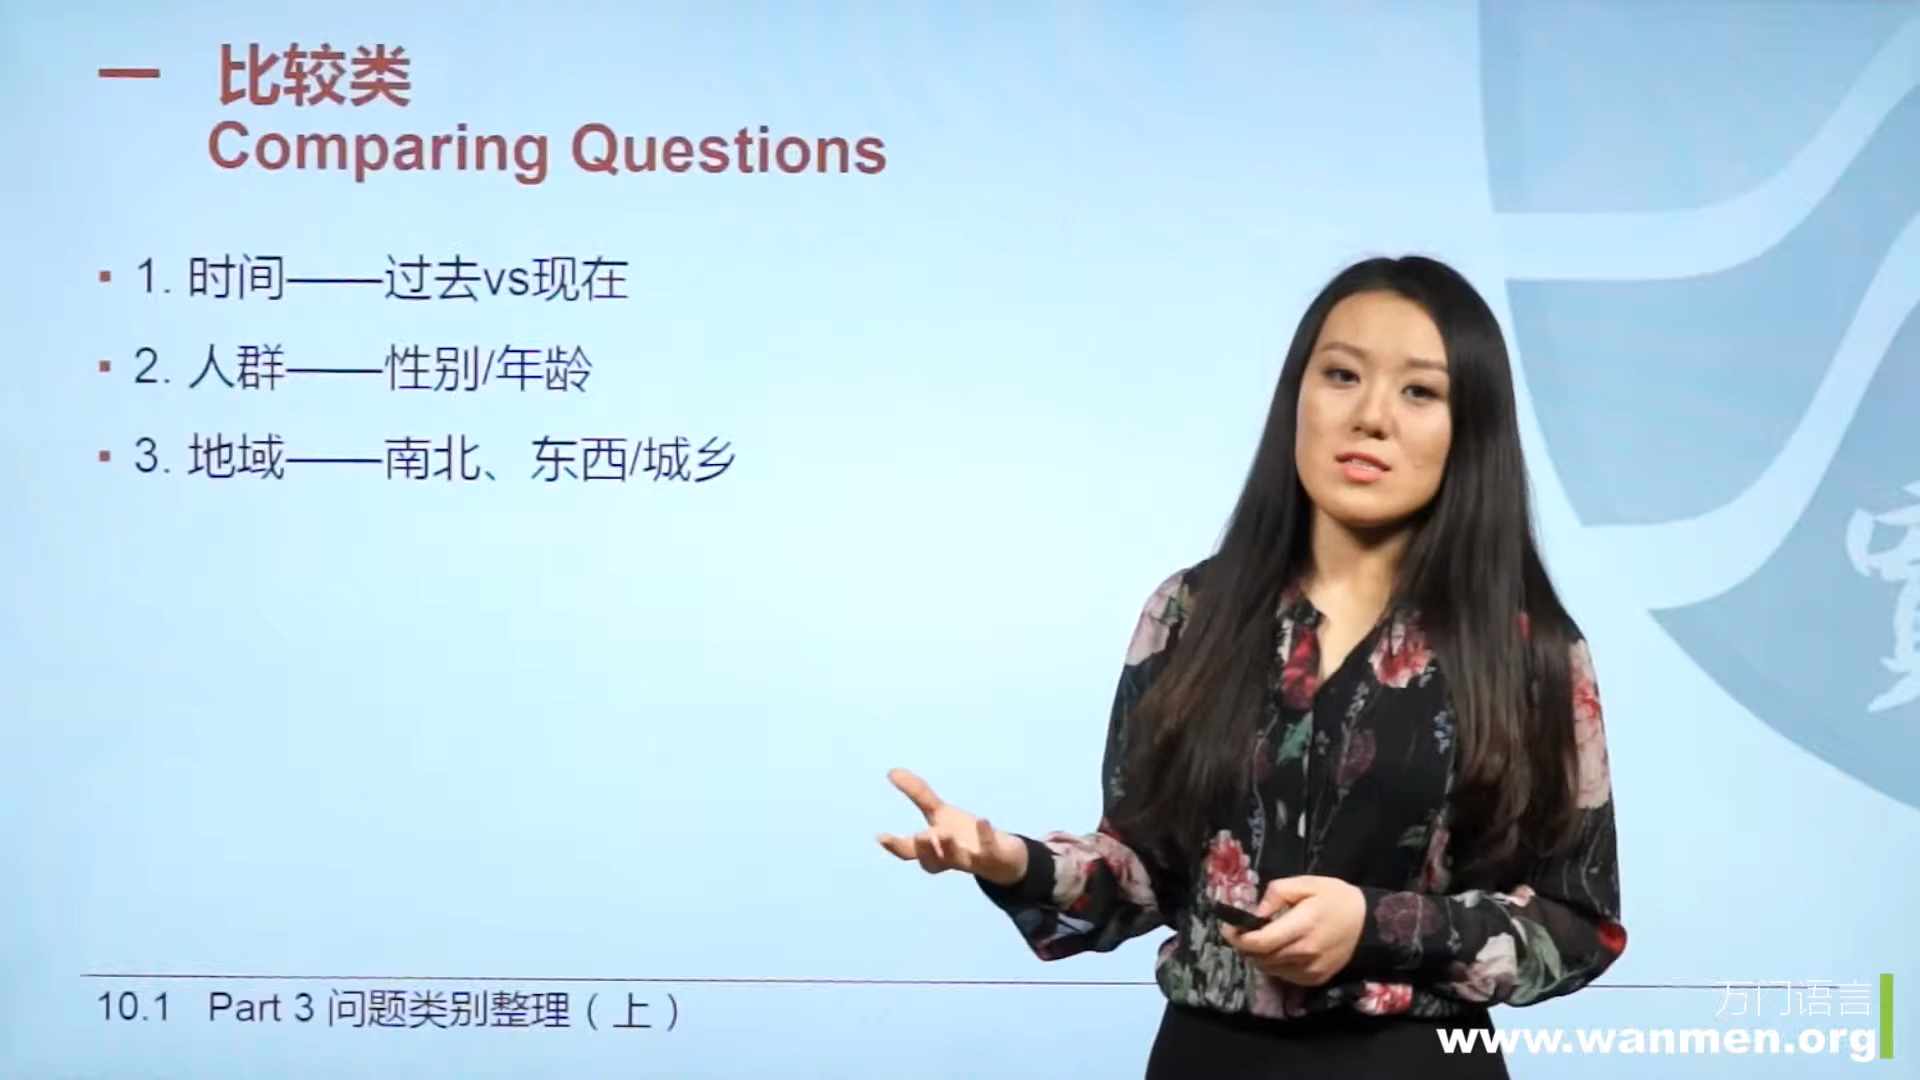 一 比较类
Comparing Questions
▪ 1. 时间——过去vs现在
▪ 2. 人群——性别/年龄
▪ 3. 地域——南北、东西/城乡
10.1 Part 3 问题类别整理（上）
万门语言
www.wanmen.org